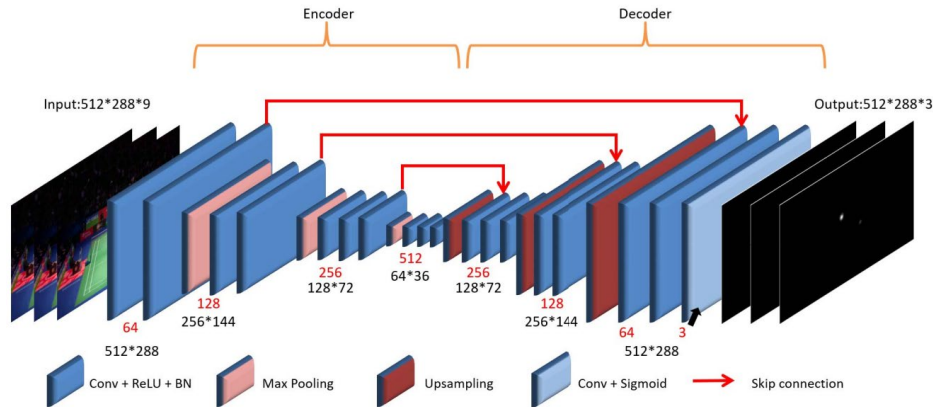 Encoder
Decoder
Input:512*288*9
Output:512*288*3
64
512*288
128
256*144
256
128*72
512
64*36
256
128*72
128
256*144
64
512*288
3
Conv + ReLU + BN
Max Pooling
Upsampling
Conv + Sigmoid
Skip connection